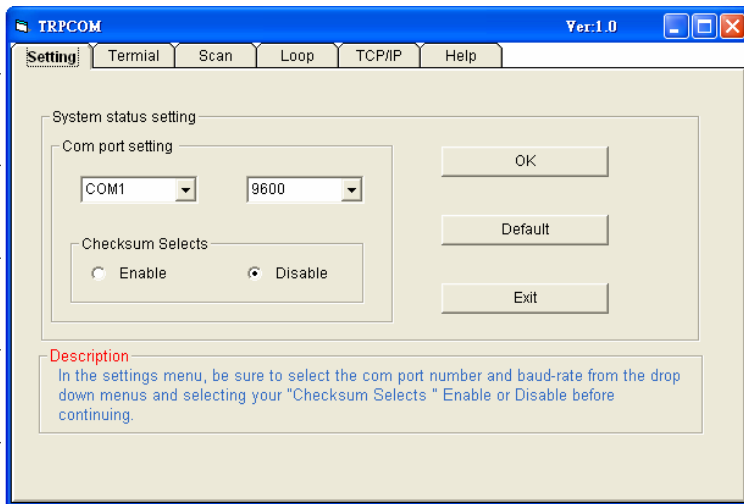 TRPCOM Ver:1.0
Setting Termial Scan Loop TCP/IP Help
System status setting
Com port setting
COM1 9600
OK
Checksum Selects
Default
Enable Disable
Exit
Description
In the settings menu, be sure to select the com port number and baud-rate from the drop
down menus and selecting your "Checksum Selects " Enable or Disable before
continuing.